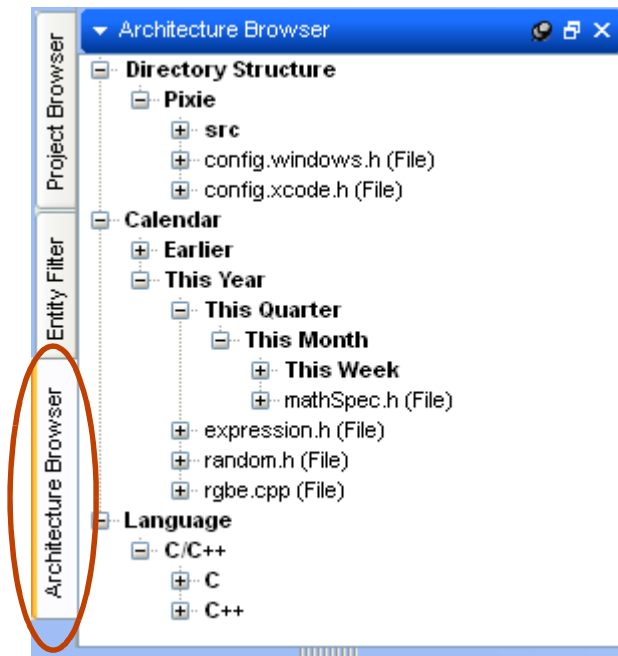 Architecture Browser
Directory Structure
Pixie
src
config.windows.h (File)
config.xcode.h (File)
Calendar
Earlier
This Year
This Quarter
This Month
This Week
mathSpec.h (File)
expression.h (File)
random.h (File)
rgbe.cpp (File)
Language
C/C++
C
C++
Project Browser
Entity Filter
Architecture Browser